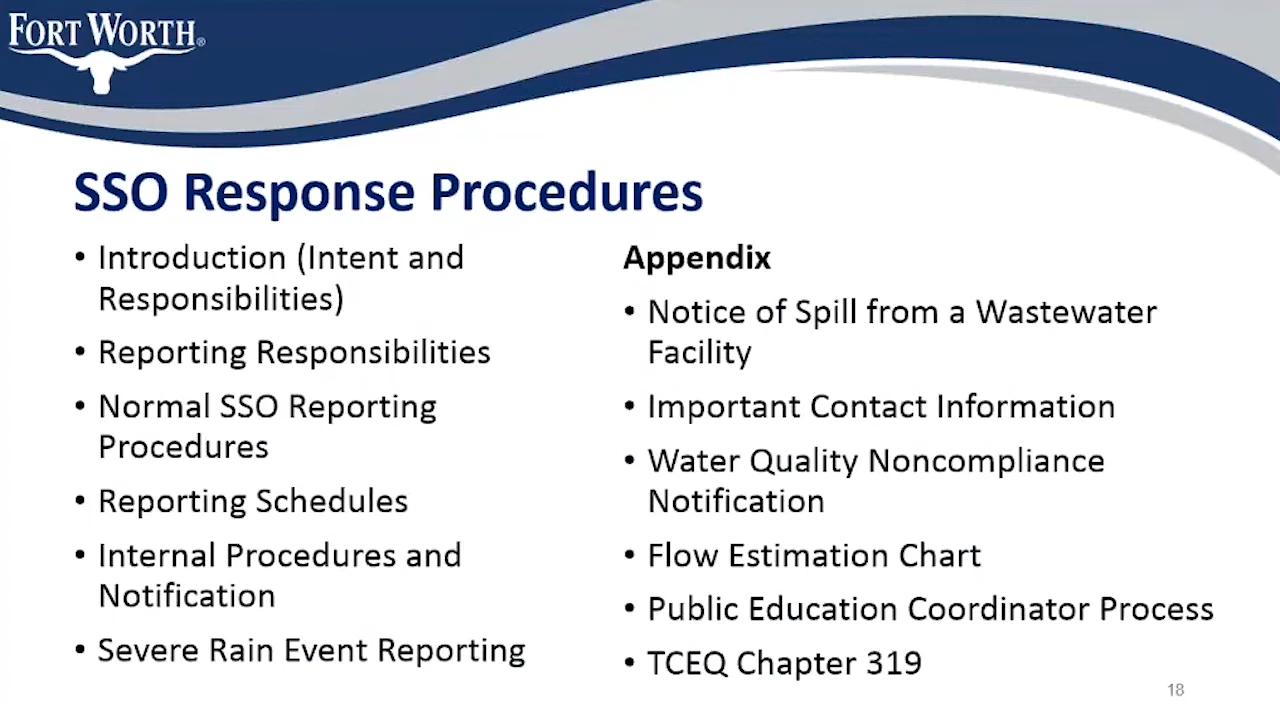 FORT WORTH®
SSO Response Procedures
• Introduction (Intent and
Responsibilities)
• Reporting Responsibilities
• Normal SSO Reporting
Procedures
• Reporting Schedules
• Internal Procedures and
Notification
• Severe Rain Event Reporting
Appendix
• Notice of Spill from a Wastewater
Facility
• Important Contact Information
• Water Quality Noncompliance
Notification
• Flow Estimation Chart
• Public Education Coordinator Process
• TCEQ Chapter 319
18